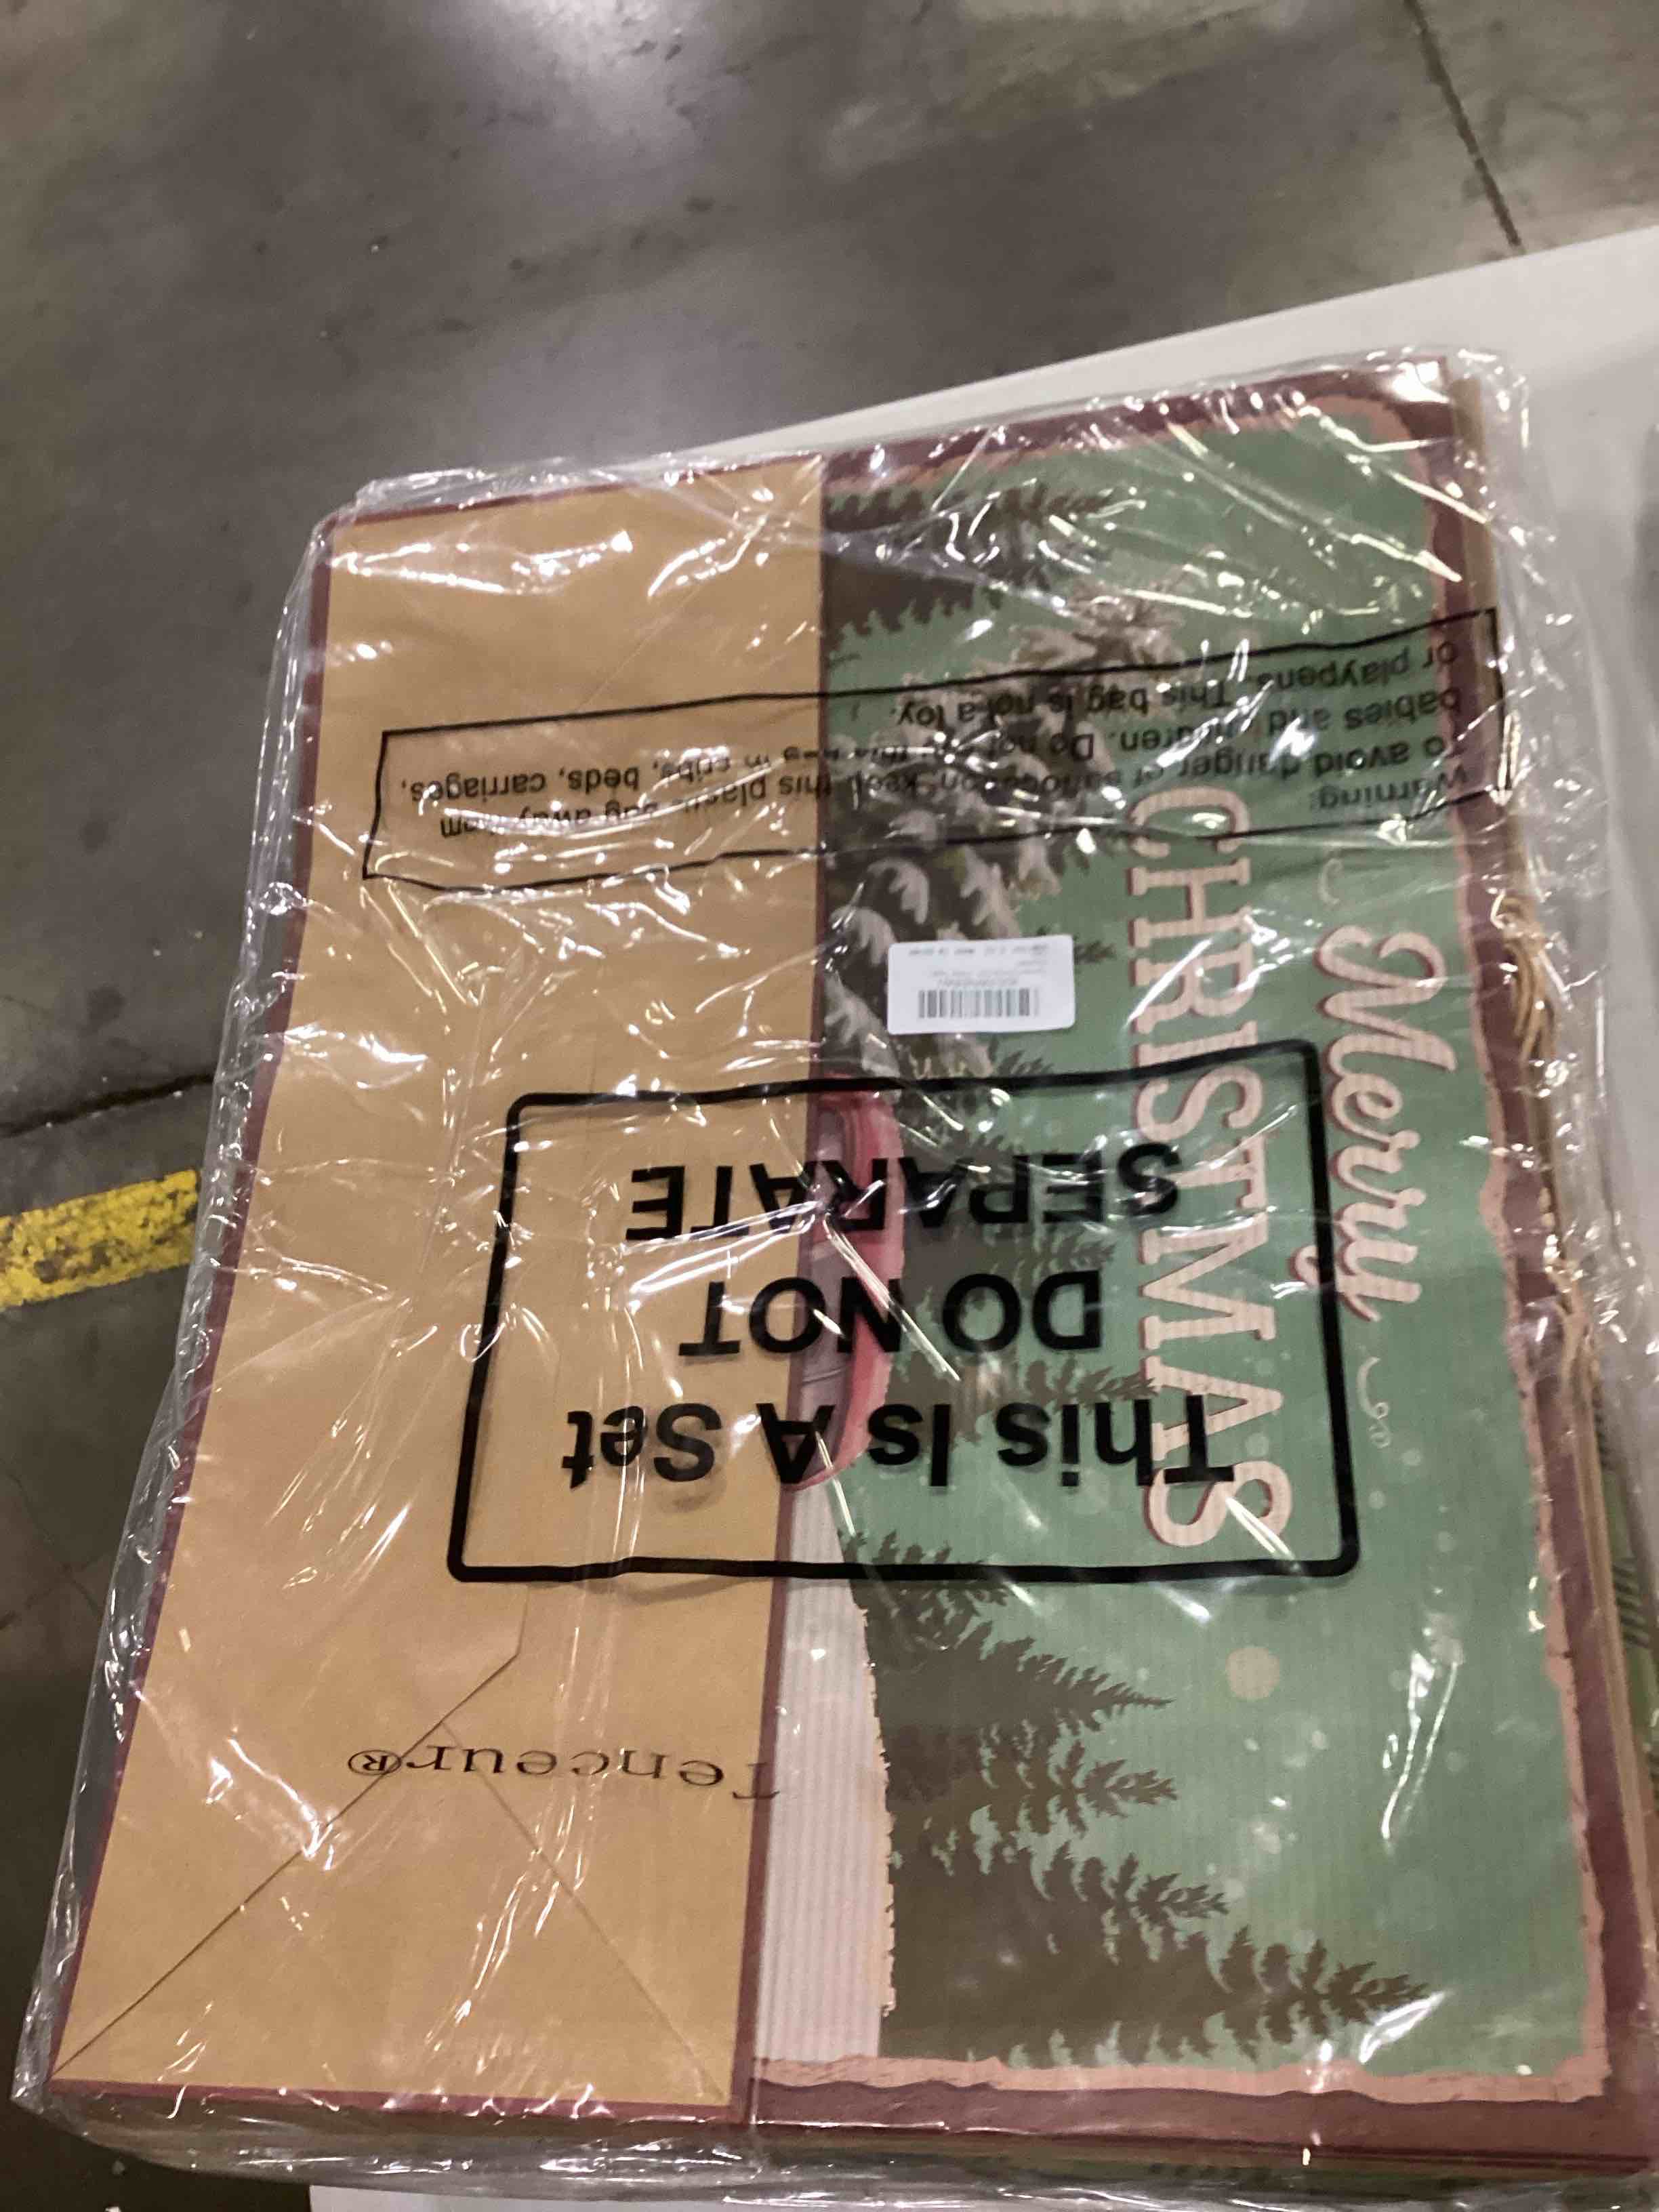 Merry
CHRISTMAS
This Is A Set
DO NOT
SEPARATE
Warning:
to avoid danger of suffocation, keep this plastic bag away from
babies and children. Do not use this bag in cribs, beds, carriages,
or playpens. This bag is not a toy.
Tenceur®